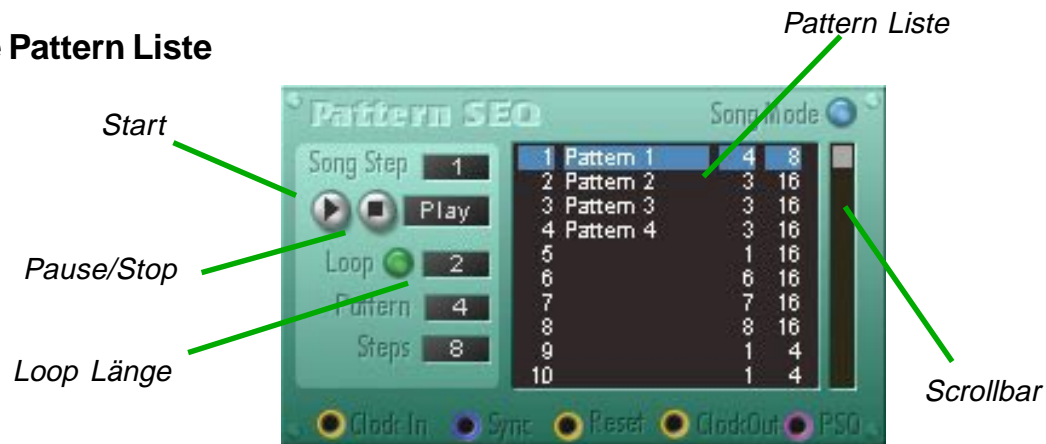 Pattern Liste
e Pattern Liste
Start
Pattern SEQ
Song Mode
Song Step 1
Play
Pause/Stop
Loop 2
Pattern 4
Steps 8
Loop Länge
1 Pattern 1 4 8
2 Pattern 2 3 16
3 Pattern 3 3 16
4 Pattern 4 3 16
5 1 16
6 6 16
7 7 16
8 8 16
9 1 4
10 1 4
Scrollbar
Clock In Sync Reset ClockOut PSQ